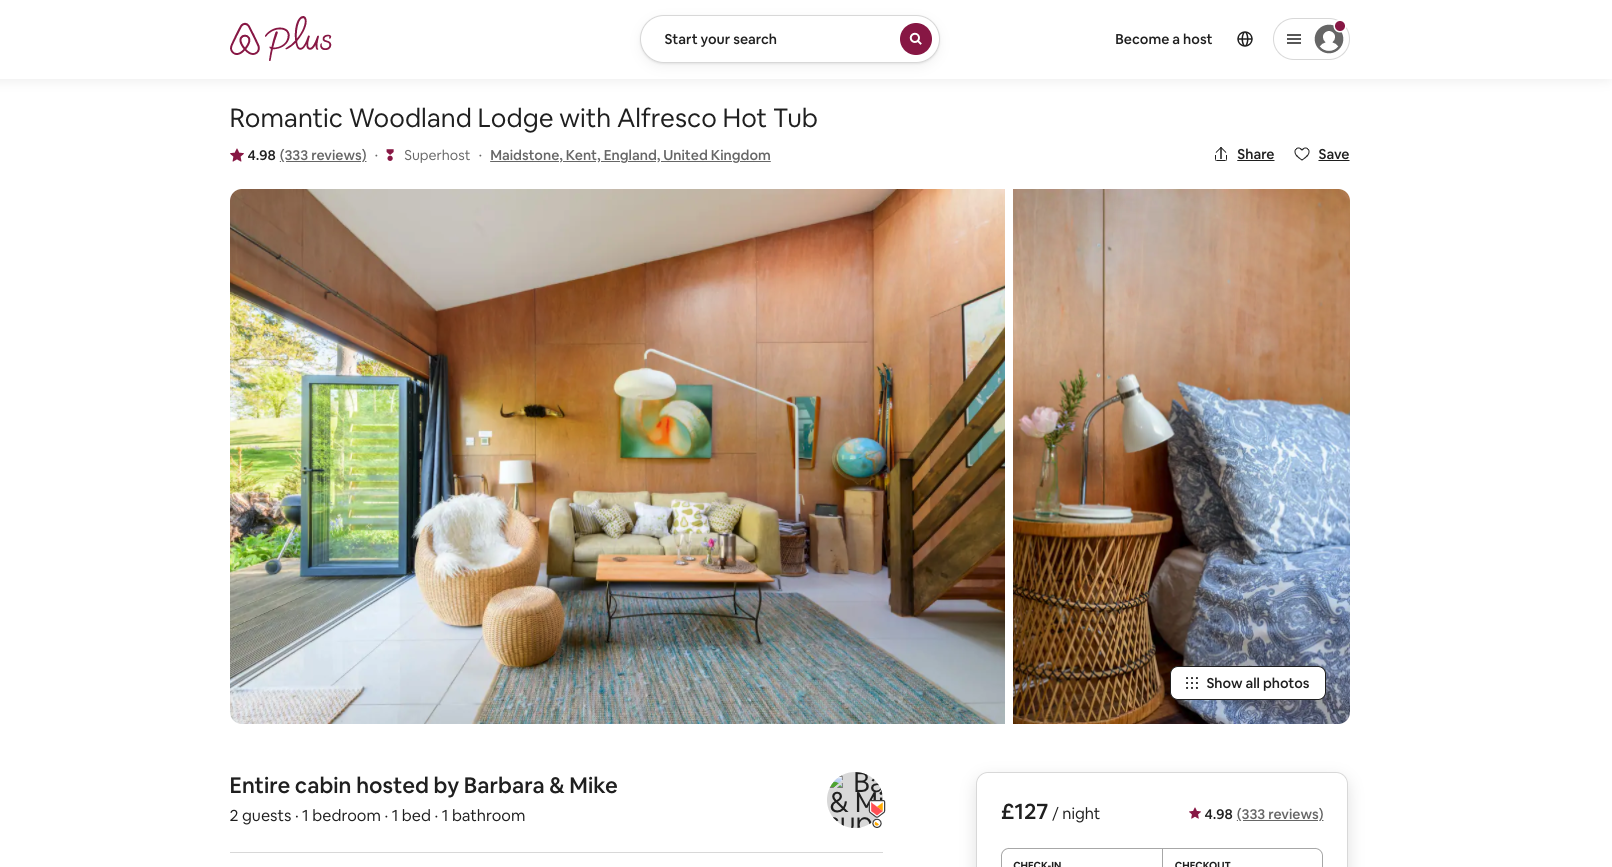 plus
Start your search
Become a host
Romantic Woodland Lodge with Alfresco Hot Tub
4.98 (333 reviews) · Superhost · Maidstone, Kent, England, United Kingdom
Share
Save
Show all photos
Entire cabin hosted by Barbara & Mike
2 guests · 1 bedroom · 1 bed · 1 bathroom
£127 / night
4.98 (333 reviews)
CHECK-IN
CHECKOUT